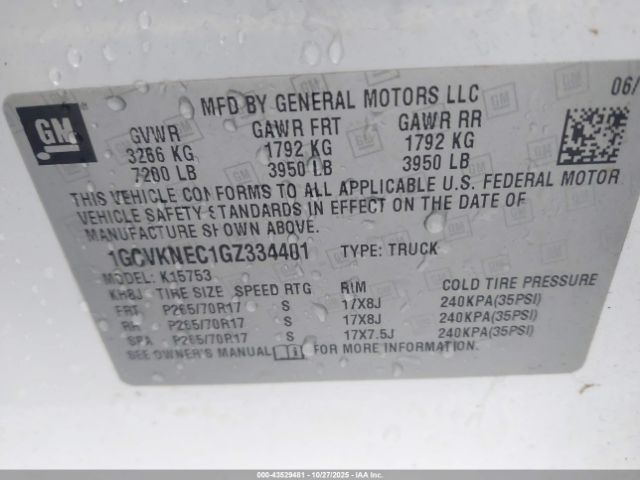 GM
MFD BY GENERAL MOTORS LLC
06/
GVWR GAWR FRT GAWR RR
3266 KG 1792 KG 1792 KG
7200 LB 3950 LB 3950 LB
THIS VEHICLE CONFORMS TO ALL APPLICABLE U.S. FEDERAL MOTOR
VEHICLE SAFETY STANDARDS IN EFFECT ON THE DATE OF
MANUFACTURE SHOWN ABOVE.
1GCVKNEC1GZ334401 TYPE: TRUCK
MODEL: K15753
KH8J TIRE SIZE SPEED RTG RIM COLD TIRE PRESSURE
FRT P265/70R17 S 17X8J 240KPA(35PSI)
RR P265/70R17 S 17X8J 240KPA(35PSI)
SPA P265/70R17 S 17X7.5J 240KPA(35PSI)
SEE OWNER'S MANUAL FOR MORE INFORMATION.
000-43529481 - 10/27/2025 - IAAI.COM